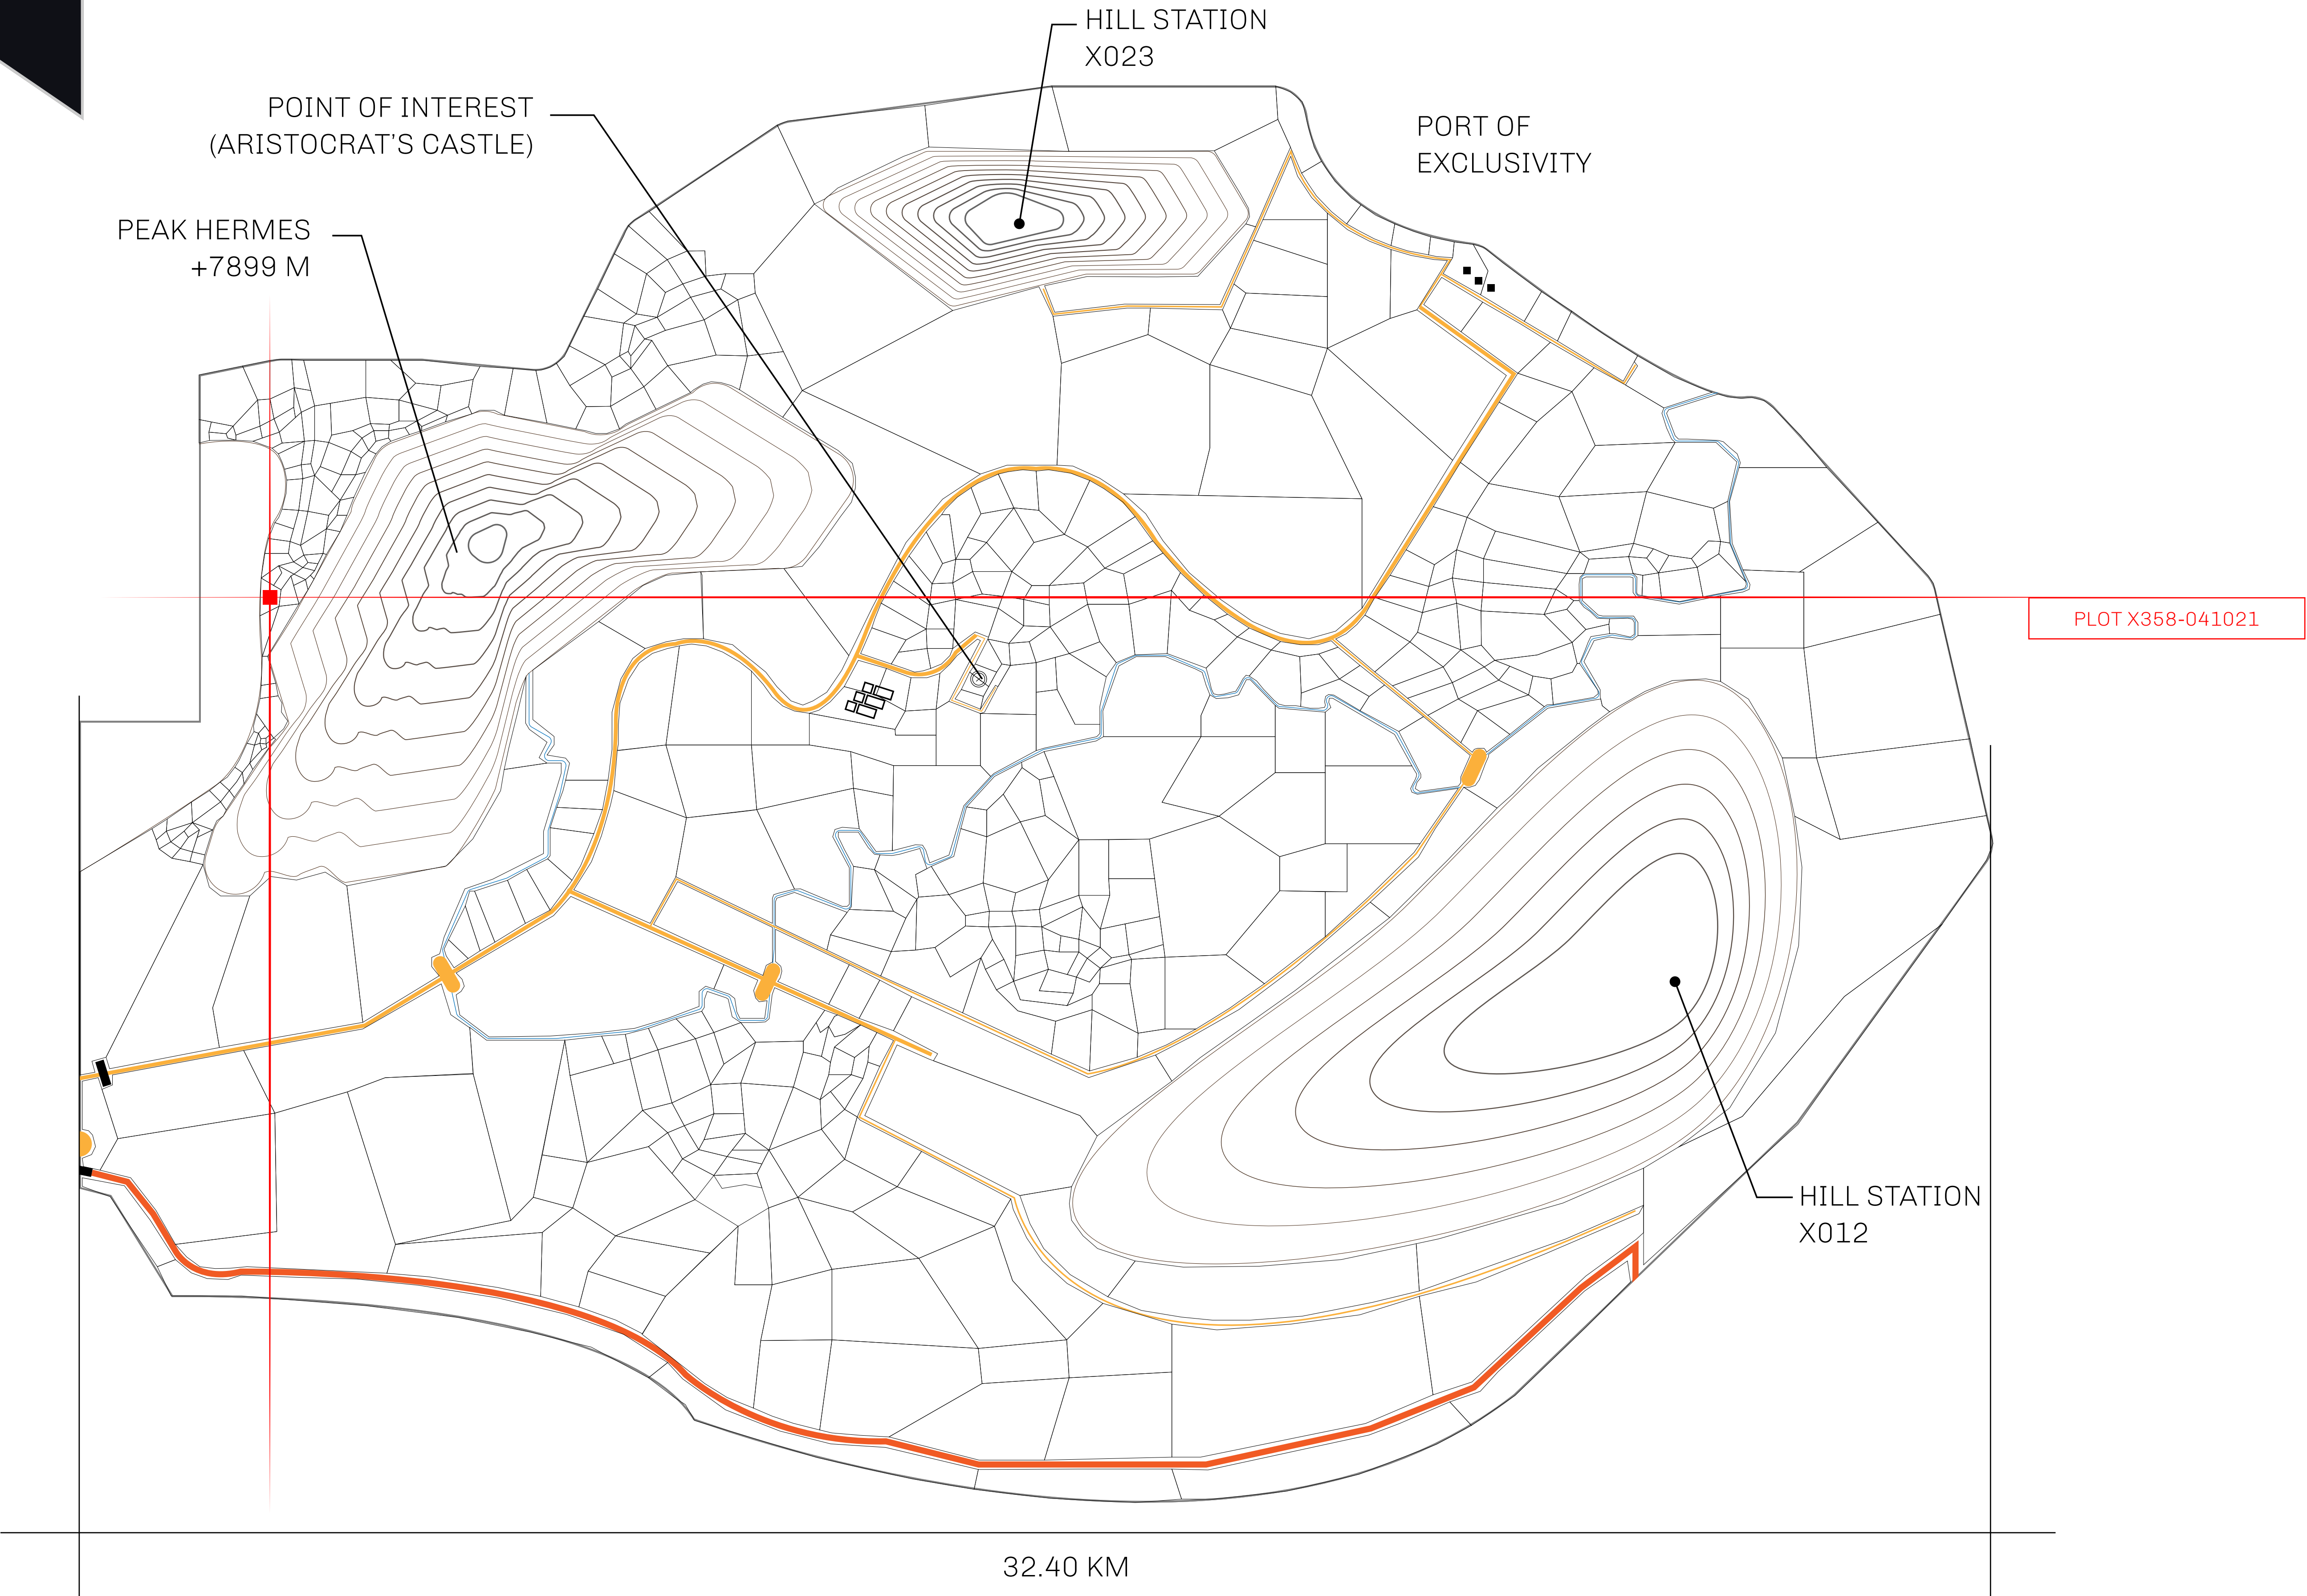 HILL STATION
X023
POINT OF INTEREST
(ARISTOCRAT'S CASTLE)
PORT OF
EXCLUSIVITY
PEAK HERMES
+7899 M
PLOT X358-041021
HILL STATION
X012
32.40 KM